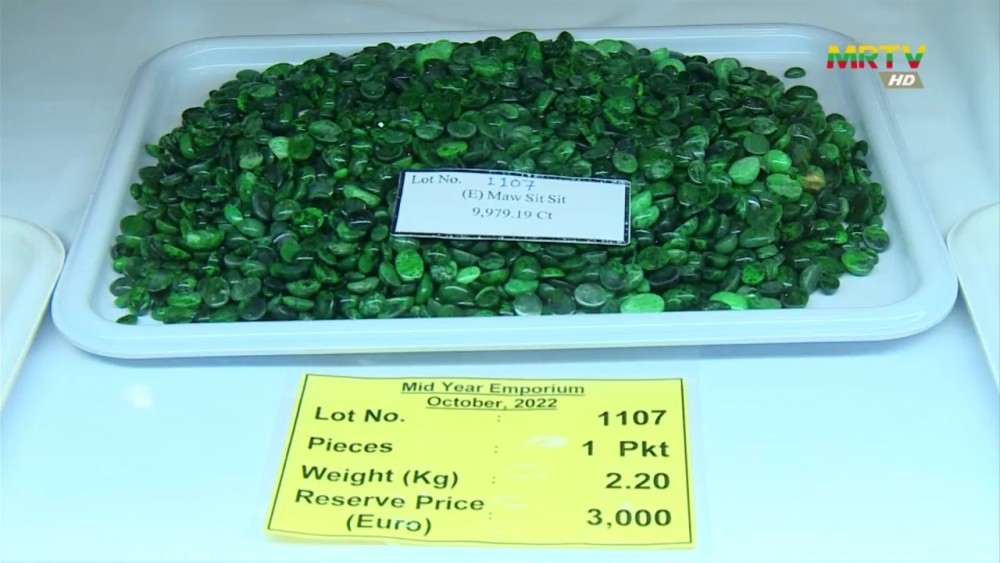 MRTV
HD
Lot No. 1107
(E) Maw Sit Sit
9,979.19 Ct
Mid Year Emporium
October, 2022
Lot No. : 1107
Pieces : 1 Pkt
Weight (Kg) : 2.20
Reserve Price
(Euro) : 3,000